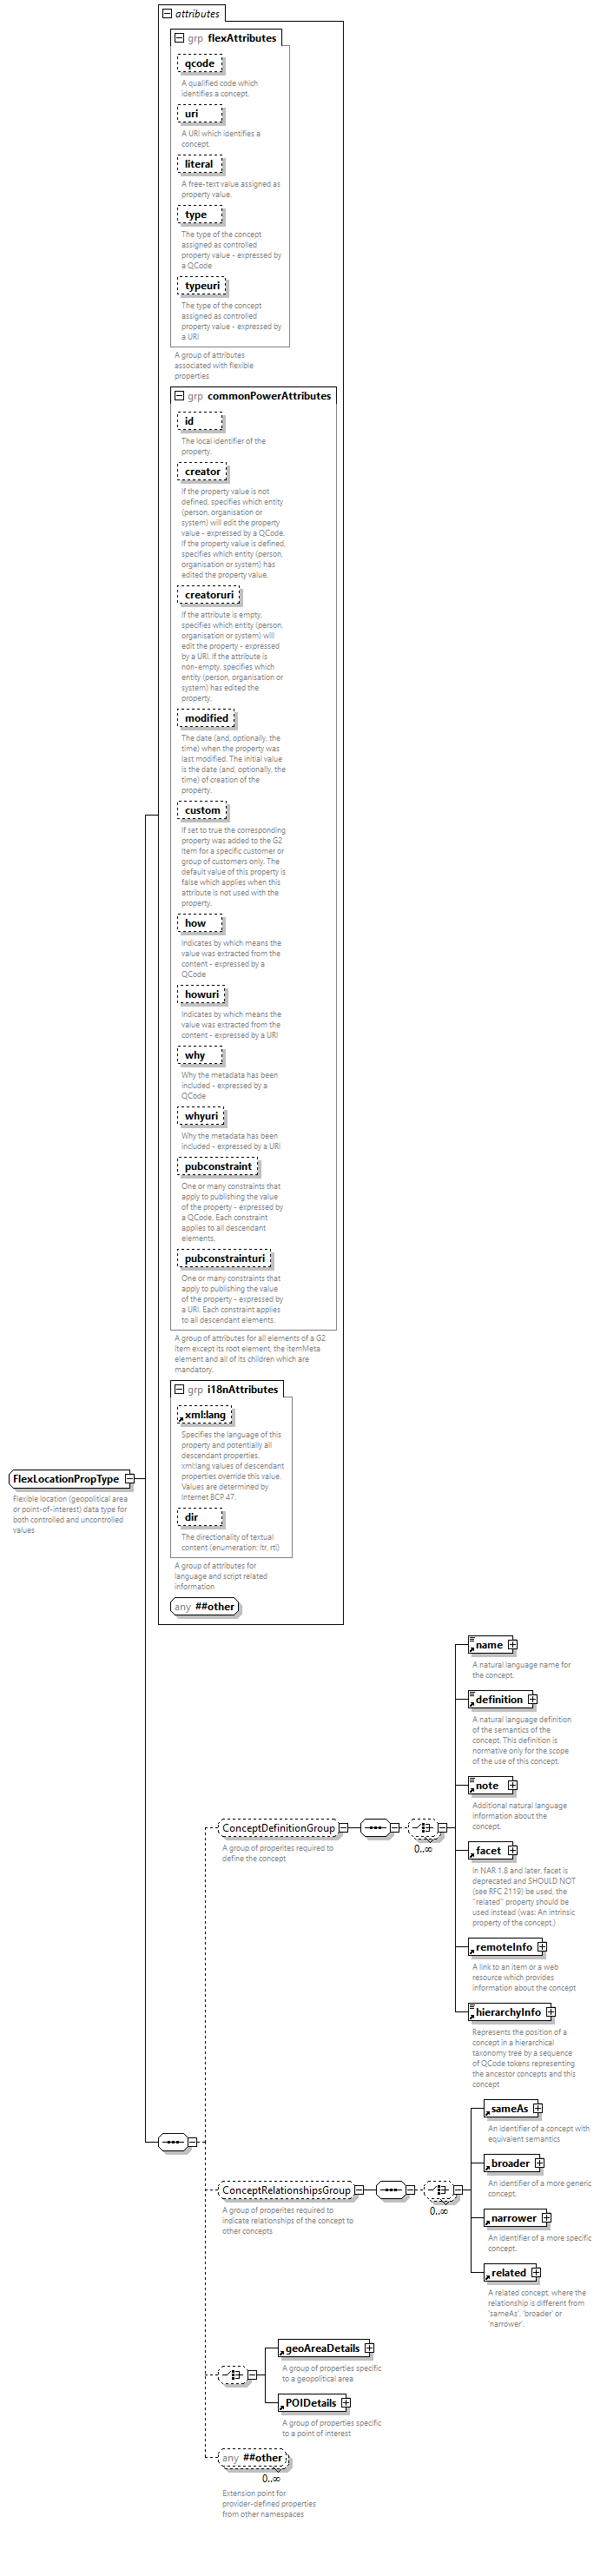 attributes
grp flexAttributes
qcode
A qualified code which
identifies a concept.
uri
A URI which identifies a
concept.
literal
A free-text value assigned as
property value.
type
The type of the concept
assigned as controlled
property value - expressed by
a QCode
typeuri
The type of the concept
assigned as controlled
property value - expressed by
a URI
A group of attributes
associated with flexible
properties
grp commonPowerAttributes
id
The local identifier of the
property.
creator
If the property value is not
defined, specifies which entity
(person, organisation or
system) will edit the property
value - expressed by a QCode.
If the property value is defined,
specifies which entity (person,
organisation or system) has
edited the property value.
creatoruri
If the attribute is empty,
specifies which entity (person,
organisation or system) will
edit the property - expressed
by a URI. If the attribute is
non-empty, specifies which
entity (person, organisation or
system) has edited the
property.
modified
The date (and, optionally, the
time) when the property was
last modified. The initial value
is the date (and, optionally, the
time) of creation of the
property.
custom
If set to true the corresponding
property was added to the G2
Item for a specific customer or
group of customers only. The
default value of this property is
false which applies when this
attribute is not used with the
property.
how
Indicates by which means the
value was extracted from the
content - expressed by a
QCode
howuri
Indicates by which means the
value was extracted from the
content - expressed by a URI
why
Why the metadata has been
included - expressed by a
QCode
whyuri
Why the metadata has been
included - expressed by a URI
pubconstraint
One or many constraints that
apply to publishing the value
of the property - expressed by
a QCode. Each constraint
applies to all descendant
elements.
pubconstrainturi
One or many constraints that
apply to publishing the value
of the property - expressed by
a URI. Each constraint applies
to all descendant elements.
A group of attributes for all elements of a G2
Item except its root element, the itemMeta
element and all of its children which are
mandatory.
grp i18nAttributes
xml:lang
Specifies the language of this
property and potentially all
descendant properties.
xml:lang values of descendant
properties override this value.
Values are determined by
Internet BCP 47.
dir
The directionality of textual
content (enumeration: ltr, rtl)
A group of attributes for
language and script related
information
any ##other
FlexLocationPropType
Flexible location (geopolitical area
or point-of-interest) data type for
both controlled and uncontrolled
values
name
A natural language name for
the concept.
definition
A natural language definition
of the semantics of the
concept. This definition is
normative only for the scope
of the use of this concept.
note
Additional natural language
information about the
concept.
facet
In NAR 1.8 and later, facet is
deprecated and SHOULD NOT
(see RFC 2119) be used, the
"related" property should be
used instead (was: An intrinsic
property of the concept.)
remoteInfo
A link to an item or a web
resource which provides
information about the concept
hierarchyInfo
Represents the position of a
concept in a hierarchical
taxonomy tree by a sequence
of QCode tokens representing
the ancestor concepts and this
concept
ConceptDefinitionGroup
0..∞
A group of properites required to
define the concept
sameAs
An identifier of a concept with
equivalent semantics
broader
An identifier of a more generic
concept.
narrower
An identifier of a more specific
concept.
related
A related concept, where the
relationship is different from
'sameAs', 'broader' or
'narrower'.
ConceptRelationshipsGroup
0..∞
A group of properites required to
indicate relationships of the concept to
other concepts
geoAreaDetails
A group of properties specific
to a geopolitical area
POIDetails
A group of properties specific
to a point of interest
any ##other
0..∞
Extension point for
provider-defined properties
from other namespaces